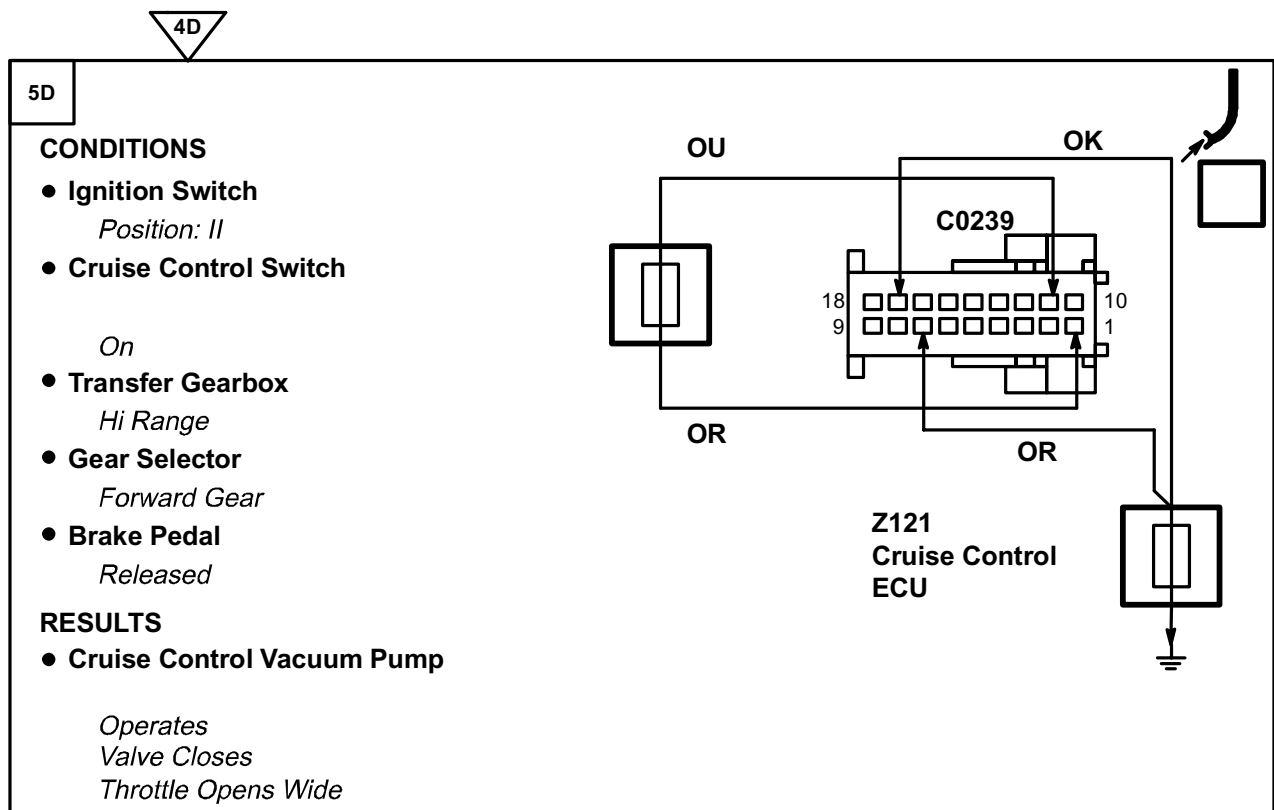 4D
5D
CONDITIONS
● Ignition Switch
Position: II
● Cruise Control Switch
On
● Transfer Gearbox
Hi Range
● Gear Selector
Forward Gear
● Brake Pedal
Released
RESULTS
● Cruise Control Vacuum Pump
Operates
Valve Closes
Throttle Opens Wide
OU
OK
C0239
18
10
9
1
OR
OR
Z121
Cruise Control
ECU